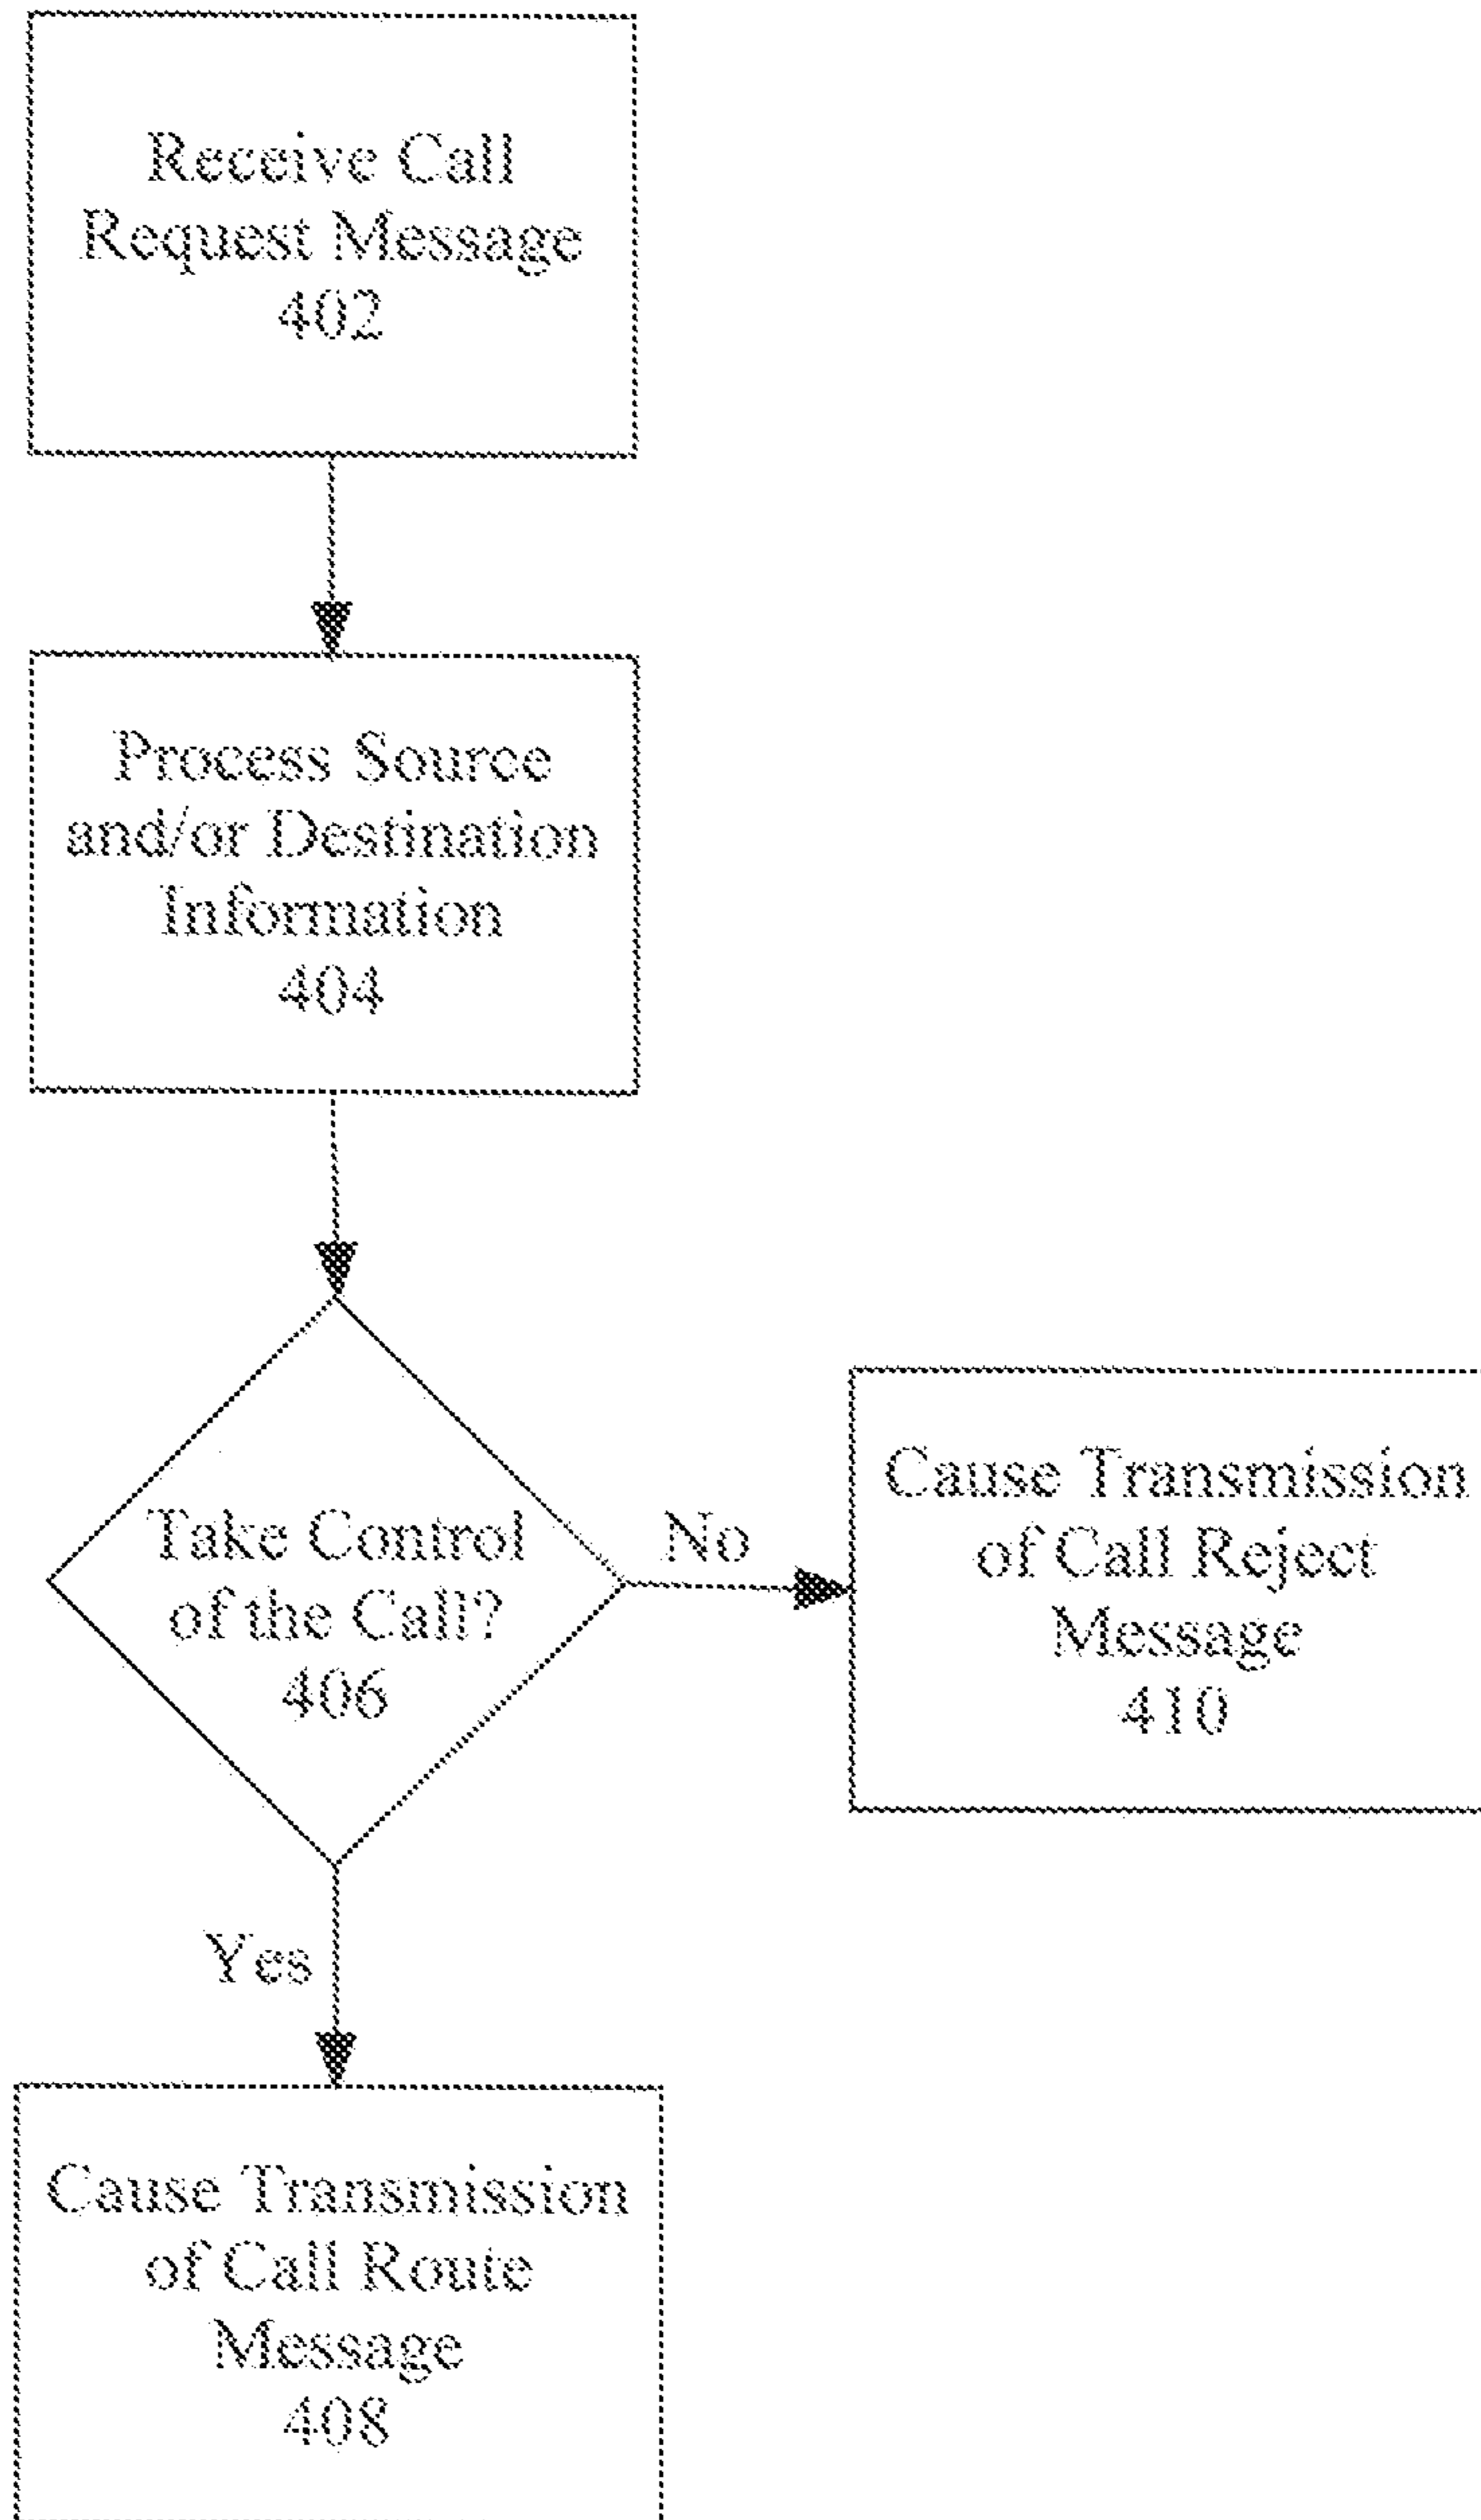 Receive Call
Request Message
402
Process Source
and/or Destination
Information
404
Take Control
of the Call?
406
No
Cause Transmission
of Call Reject
Message
410
Yes
Cause Transmission
of Call Route
Message
408